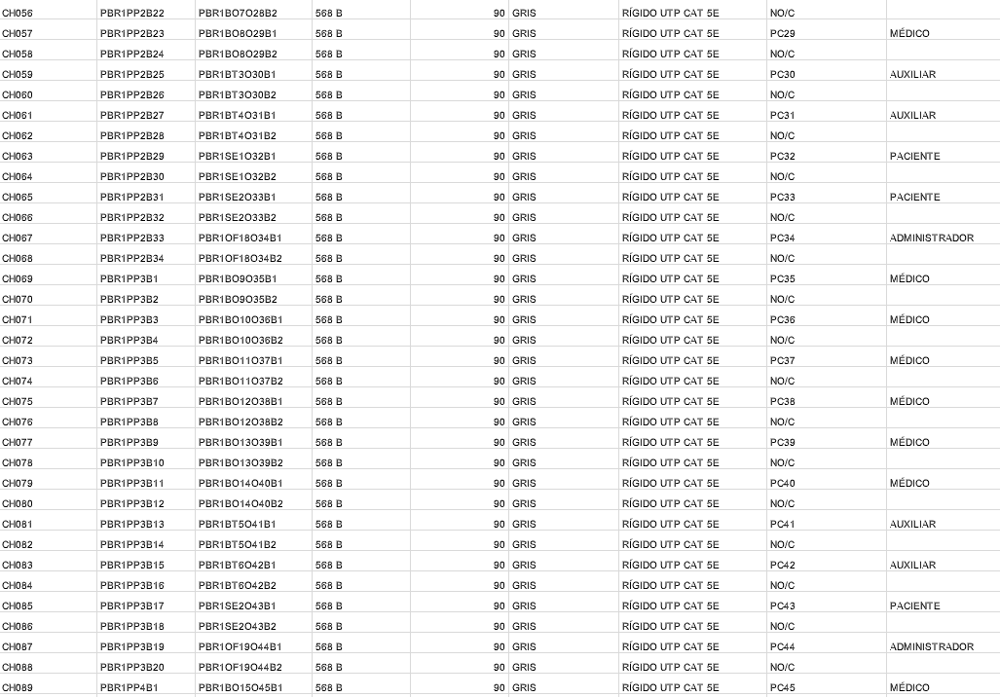 CH056 PBR1PP2B22 PBR1BO7O28B2 568 B 90 GRIS RÍGIDO UTP CAT 5E NO/C
CH057 PBR1PP2B23 PBR1BO8O29B1 568 B 90 GRIS RÍGIDO UTP CAT 5E PC29 MÉDICO
CH058 PBR1PP2B24 PBR1BO8O29B2 568 B 90 GRIS RÍGIDO UTP CAT 5E NO/C
CH059 PBR1PP2B25 PBR1BT3O30B1 568 B 90 GRIS RÍGIDO UTP CAT 5E PC30 AUXILIAR
CH060 PBR1PP2B26 PBR1BT3O30B2 568 B 90 GRIS RÍGIDO UTP CAT 5E NO/C
CH061 PBR1PP2B27 PBR1BT4O31B1 568 B 90 GRIS RÍGIDO UTP CAT 5E PC31 AUXILIAR
CH062 PBR1PP2B28 PBR1BT4O31B2 568 B 90 GRIS RÍGIDO UTP CAT 5E NO/C
CH063 PBR1PP2B29 PBR1SE1O32B1 568 B 90 GRIS RÍGIDO UTP CAT 5E PC32 PACIENTE
CH064 PBR1PP2B30 PBR1SE1O32B2 568 B 90 GRIS RÍGIDO UTP CAT 5E NO/C
CH065 PBR1PP2B31 PBR1SE2O33B1 568 B 90 GRIS RÍGIDO UTP CAT 5E PC33 PACIENTE
CH066 PBR1PP2B32 PBR1SE2O33B2 568 B 90 GRIS RÍGIDO UTP CAT 5E NO/C
CH067 PBR1PP2B33 PBR1OF18O34B1 568 B 90 GRIS RÍGIDO UTP CAT 5E PC34 ADMINISTRADOR
CH068 PBR1PP2B34 PBR1OF18O34B2 568 B 90 GRIS RÍGIDO UTP CAT 5E NO/C
CH069 PBR1PP3B1 PBR1BO9O35B1 568 B 90 GRIS RÍGIDO UTP CAT 5E PC35 MÉDICO
CH070 PBR1PP3B2 PBR1BO9O35B2 568 B 90 GRIS RÍGIDO UTP CAT 5E NO/C
CH071 PBR1PP3B3 PBR1BO10O36B1 568 B 90 GRIS RÍGIDO UTP CAT 5E PC36 MÉDICO
CH072 PBR1PP3B4 PBR1BO10O36B2 568 B 90 GRIS RÍGIDO UTP CAT 5E NO/C
CH073 PBR1PP3B5 PBR1BO11O37B1 568 B 90 GRIS RÍGIDO UTP CAT 5E PC37 MÉDICO
CH074 PBR1PP3B6 PBR1BO11O37B2 568 B 90 GRIS RÍGIDO UTP CAT 5E NO/C
CH075 PBR1PP3B7 PBR1BO12O38B1 568 B 90 GRIS RÍGIDO UTP CAT 5E PC38 MÉDICO
CH076 PBR1PP3B8 PBR1BO12O38B2 568 B 90 GRIS RÍGIDO UTP CAT 5E NO/C
CH077 PBR1PP3B9 PBR1BO13O39B1 568 B 90 GRIS RÍGIDO UTP CAT 5E PC39 MÉDICO
CH078 PBR1PP3B10 PBR1BO13O39B2 568 B 90 GRIS RÍGIDO UTP CAT 5E NO/C
CH079 PBR1PP3B11 PBR1BO14O40B1 568 B 90 GRIS RÍGIDO UTP CAT 5E PC40 MÉDICO
CH080 PBR1PP3B12 PBR1BO14O40B2 568 B 90 GRIS RÍGIDO UTP CAT 5E NO/C
CH081 PBR1PP3B13 PBR1BT5O41B1 568 B 90 GRIS RÍGIDO UTP CAT 5E PC41 AUXILIAR
CH082 PBR1PP3B14 PBR1BT5O41B2 568 B 90 GRIS RÍGIDO UTP CAT 5E NO/C
CH083 PBR1PP3B15 PBR1BT6O42B1 568 B 90 GRIS RÍGIDO UTP CAT 5E PC42 AUXILIAR
CH084 PBR1PP3B16 PBR1BT6O42B2 568 B 90 GRIS RÍGIDO UTP CAT 5E NO/C
CH085 PBR1PP3B17 PBR1SE2O43B1 568 B 90 GRIS RÍGIDO UTP CAT 5E PC43 PACIENTE
CH086 PBR1PP3B18 PBR1SE2O43B2 568 B 90 GRIS RÍGIDO UTP CAT 5E NO/C
CH087 PBR1PP3B19 PBR1OF19O44B1 568 B 90 GRIS RÍGIDO UTP CAT 5E PC44 ADMINISTRADOR
CH088 PBR1PP3B20 PBR1OF19O44B2 568 B 90 GRIS RÍGIDO UTP CAT 5E NO/C
CH089 PBR1PP4B1 PBR1BO15O45B1 568 B 90 GRIS RÍGIDO UTP CAT 5E PC45 MÉDICO